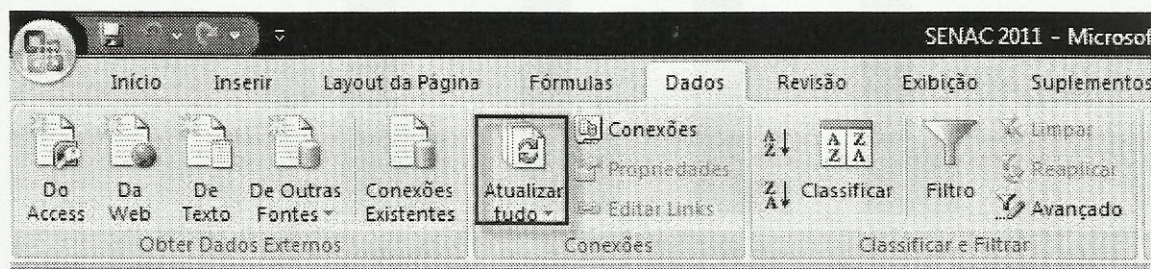 SENAC 2011 - Microsof
Início Inserir Layout da Página Fórmulas Dados Revisão Exibição Suplementos
Do Access
Da Web
De Texto
De Outras Fontes
Conexões Existentes
Obter Dados Externos
Atualizar tudo
Conexões
Propriedades
Editar Links
Conexões
A Z
Z A
A Z
Z A
Classificar
Filtro
Limpar
Reaplicar
Avançado
Classificar e Filtrar